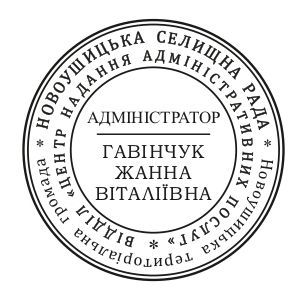 * НОВОУШИЦЬКА СЕЛИЩНА РАДА *
Новоушицька територіальна громада
* ВІДДІЛ «ЦЕНТР НАДАННЯ АДМІНІСТРАТИВНИХ ПОСЛУГ»
АДМІНІСТРАТОР
ГАВІНЧУК
ЖАННА
ВІТАЛІЇВНА